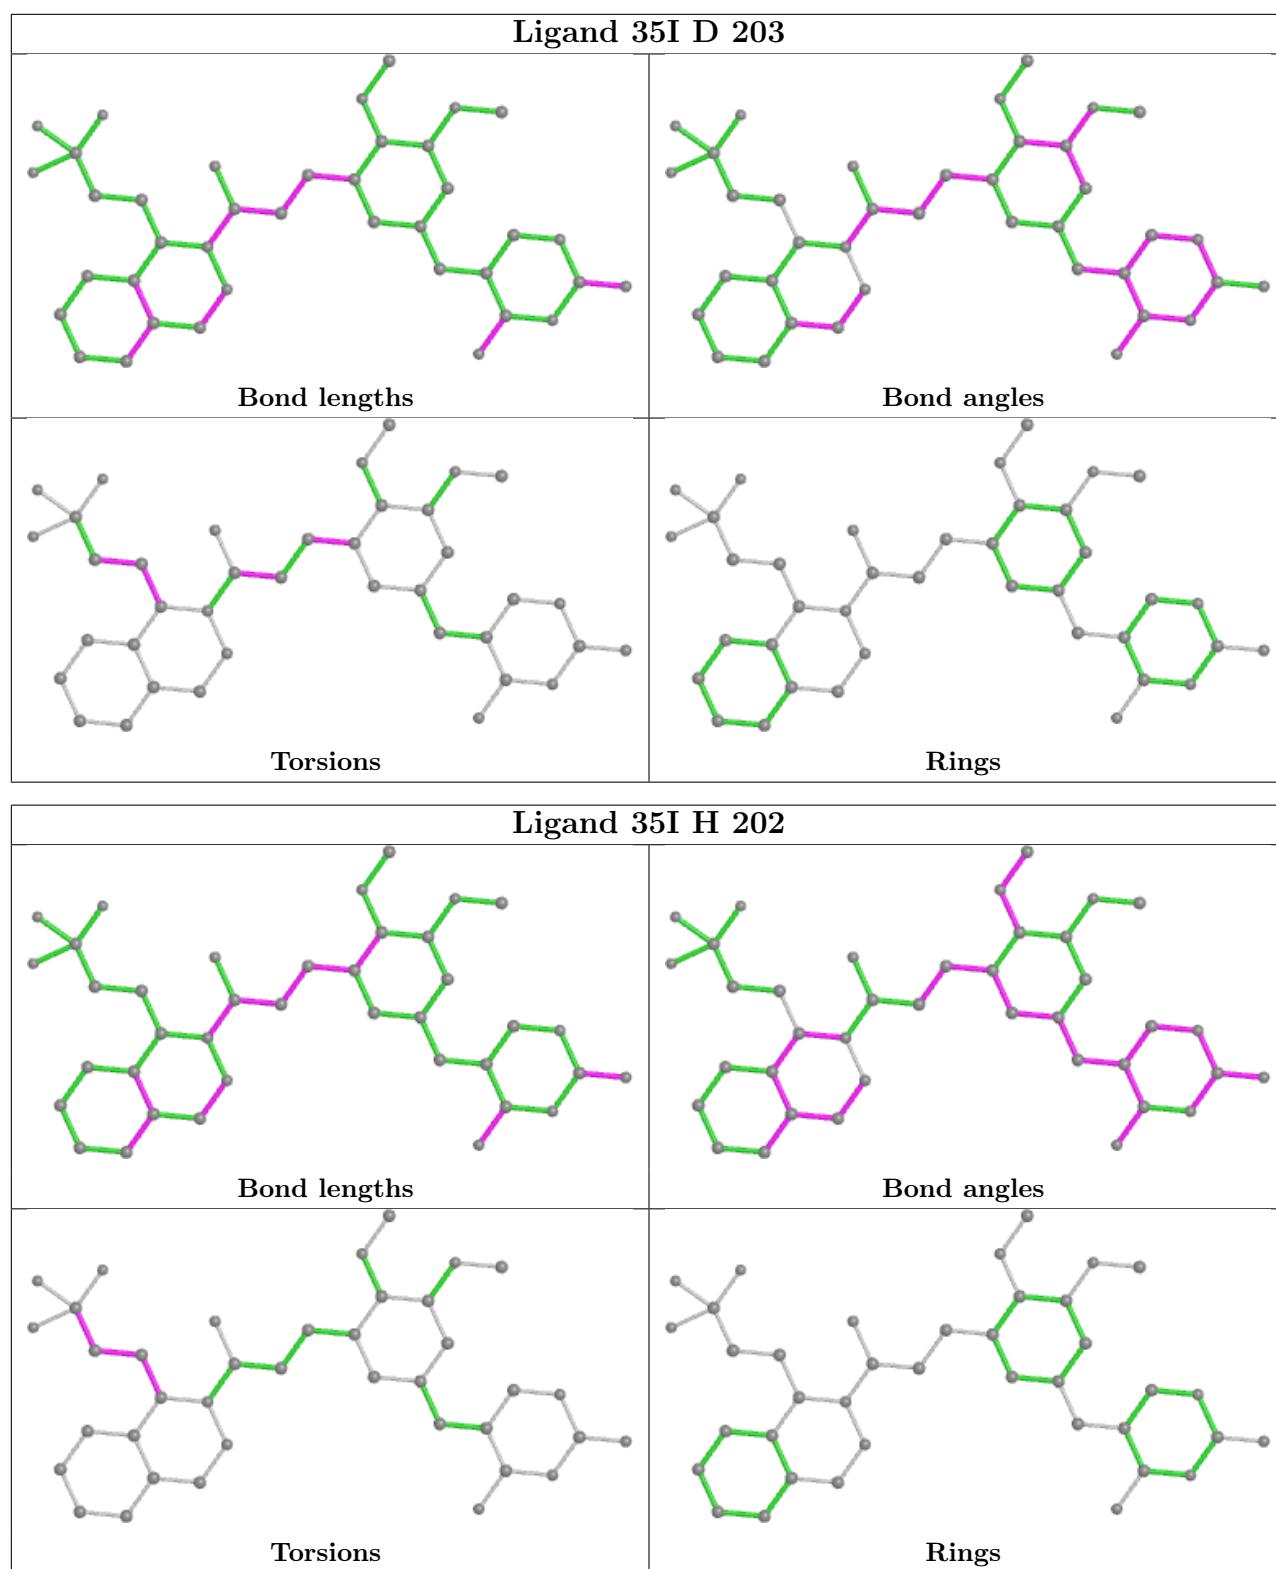 Ligand 35I D 203
Bond lengths
Bond angles
Torsions
Rings
Ligand 35I H 202
Bond lengths
Bond angles
Torsions
Rings